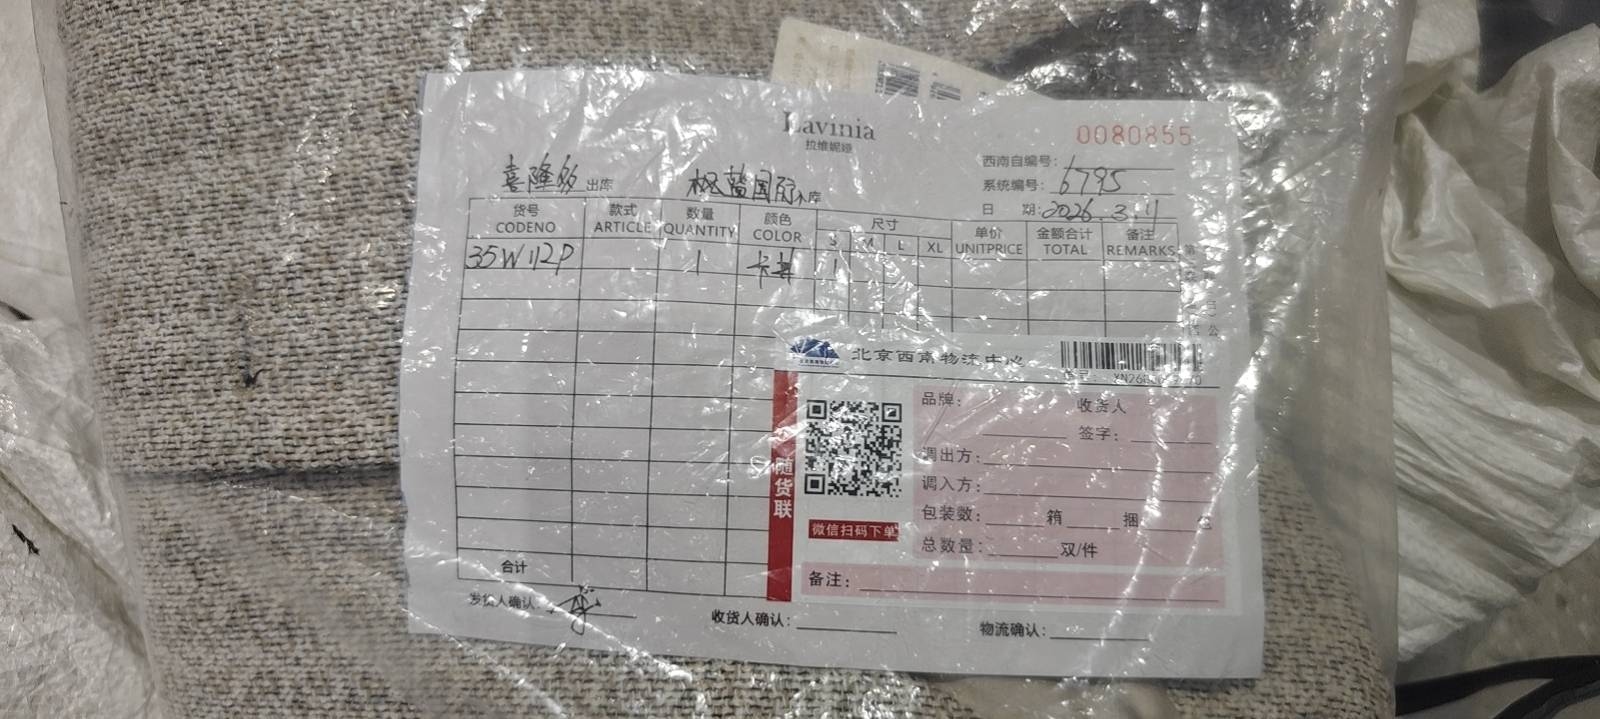 Lavinia
拉维妮娅
0080855
西南自编号：
系统编号：6795
喜隆多 出库 枫蓝国际 入库
日 期：2026.3.11
货号 款式 数量 颜色 尺寸 单价 金额合计 备注
CODENO ARTICLE QUANTITY COLOR S M L XL UNITPRICE TOTAL REMARKS
35W112P 1 卡其 1
北京西南物流中心
品牌： 收货人
签字：
调出方：
调入方：
包装数： 箱 捆 包
总数量： 双/件
备注：
随货联
微信扫码下单
合计
发货人确认：
收货人确认：
物流确认：